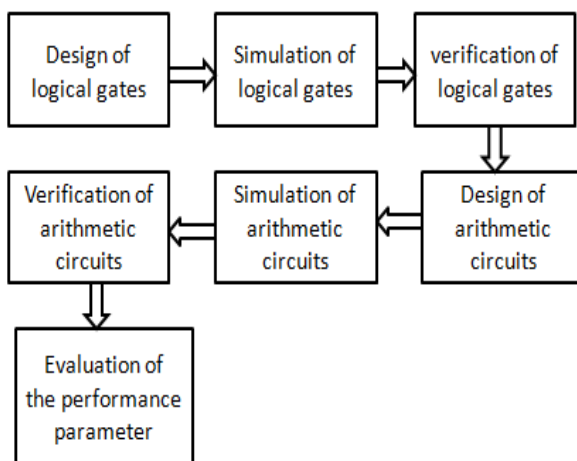 Design of
logical gates
Simulation of
logical gates
verification of
logical gates
Verification of
arithmetic
circuits
Simulation of
arithmetic
circuits
Design of
arithmetic
circuits
Evaluation of
the performance
parameter